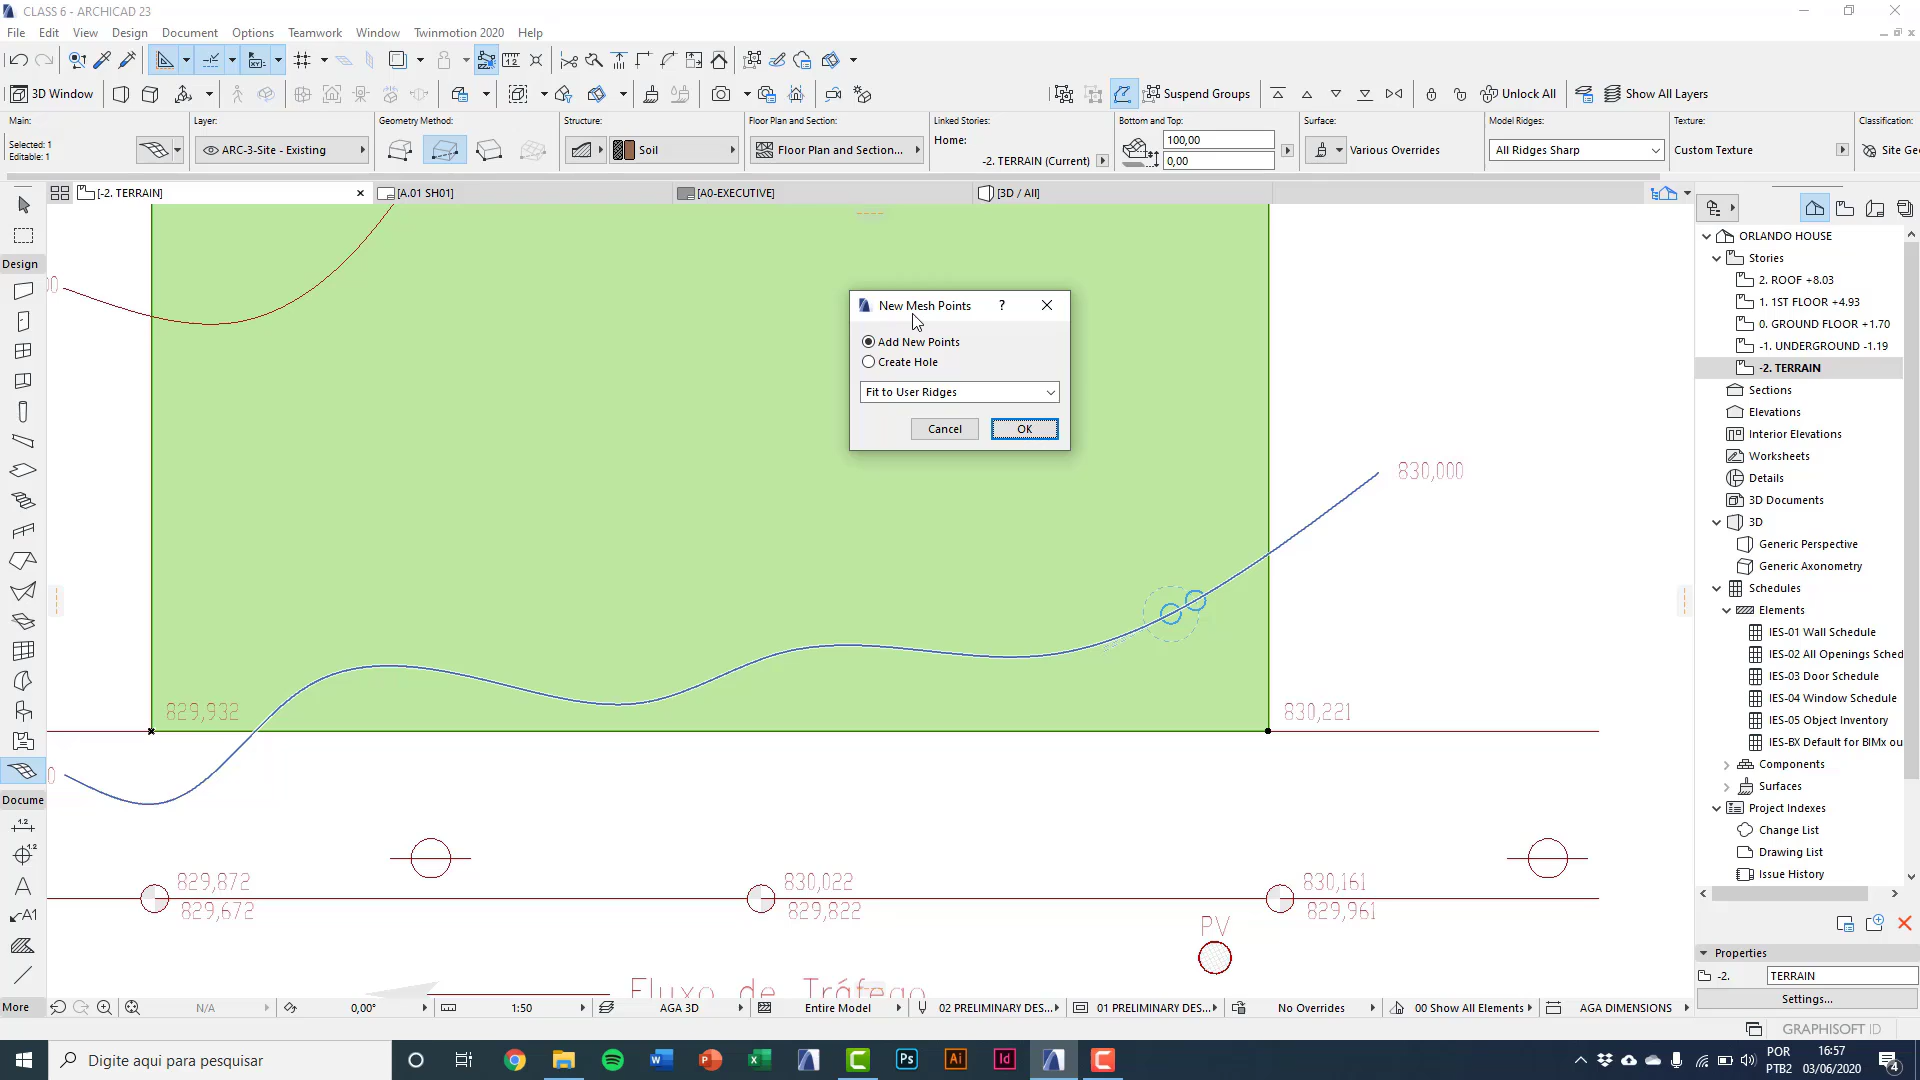 CLASS 6 - ARCHICAD 23
File Edit View Design Document Options Teamwork Window Twinmotion 2020 Help
3D Window Suspend Groups Unlock All Show All Layers
Main: Layer: Geometry Method: Structure: Floor Plan and Section: Linked Stories: Bottom and Top: Surface: Model Ridges: Texture: Classification:
Selected: 1
Editable: 1
ARC-3-Site - Existing
Soil
Floor Plan and Section...
Home:
-2. TERRAIN (Current)
100,00
0,00
Various Overrides
All Ridges Sharp
Custom Texture
Site Ge
[-2. TERRAIN] [A.01 SH01] [A0-EXECUTIVE] [3D / All]
Design
Docume
1.2
1.2
A
A1
More
New Mesh Points ?
Add New Points
Create Hole
Fit to User Ridges
Cancel OK
830,000
829,932
830,221
829,872
829,672
830,022
829,822
830,161
829,961
PV
Fluxo de Tráfego
ORLANDO HOUSE
Stories
2. ROOF +8.03
1. 1ST FLOOR +4.93
0. GROUND FLOOR +1.70
-1. UNDERGROUND -1.19
-2. TERRAIN
Sections
Elevations
Interior Elevations
Worksheets
Details
3D Documents
3D
Generic Perspective
Generic Axonometry
Schedules
Elements
IES-01 Wall Schedule
IES-02 All Openings Sched
IES-03 Door Schedule
IES-04 Window Schedule
IES-05 Object Inventory
IES-BX Default for BIMx ou
Components
Surfaces
Project Indexes
Change List
Drawing List
Issue History
Properties
-2. TERRAIN
Settings...
N/A 0,00° 1:50 AGA 3D Entire Model 02 PRELIMINARY DES... 01 PRELIMINARY DES... No Overrides 00 Show All Elements AGA DIMENSIONS
GRAPHISOFT ID
Digite aqui para pesquisar
POR
PTB2
16:57
03/06/2020
4